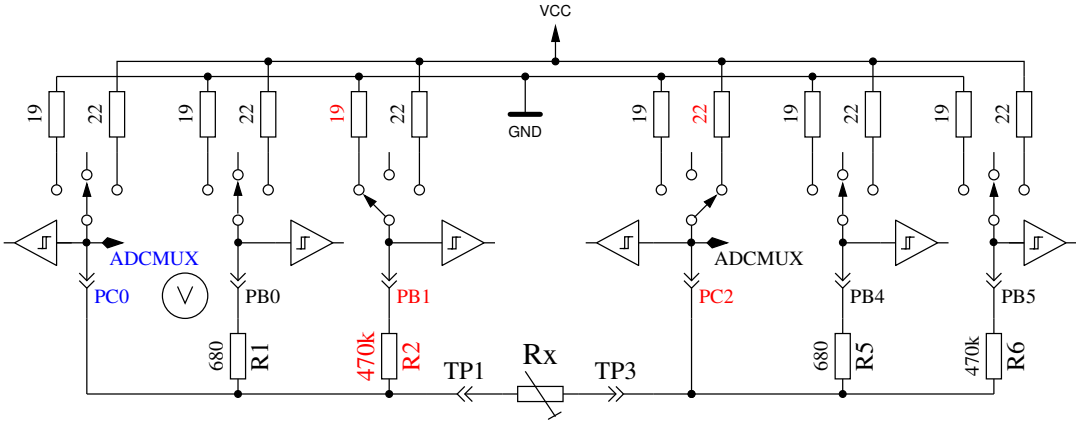 VCC
19
22
19
22
19
22
GND
19
22
19
22
19
22
ADCMUX
ADCMUX
PC0
V
PB0
PB1
PC2
PB4
PB5
680
R1
470k
R2
TP1
Rx
TP3
680
R5
470k
R6